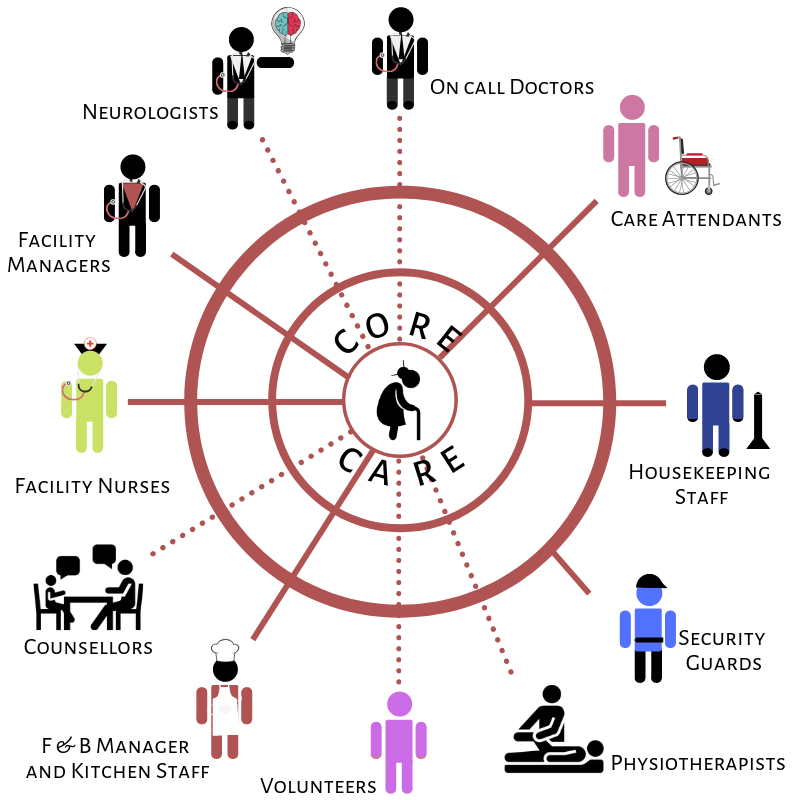 Neurologists
On call Doctors
Care Attendants
Facility
Managers
CORE
CARE
Facility Nurses
Housekeeping
Staff
Counsellors
Security
Guards
F & B Manager
and Kitchen Staff
Volunteers
Physiotherapists